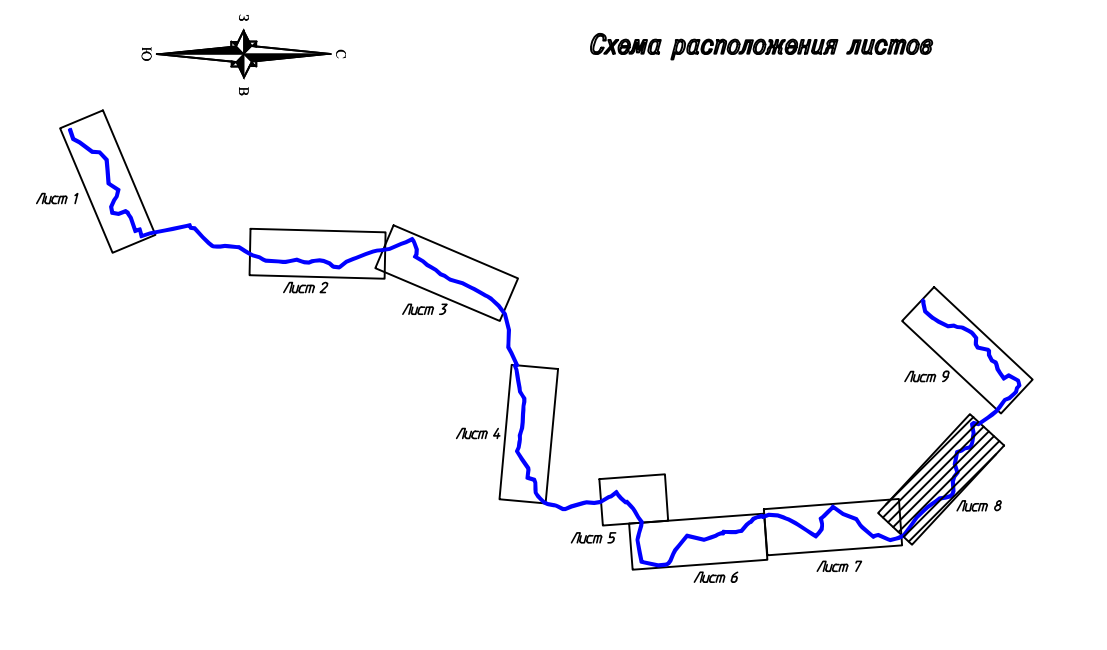 З
Ю
С
В
Схема расположения листов
Лист 1
Лист 2
Лист 3
Лист 4
Лист 5
Лист 6
Лист 7
Лист 8
Лист 9